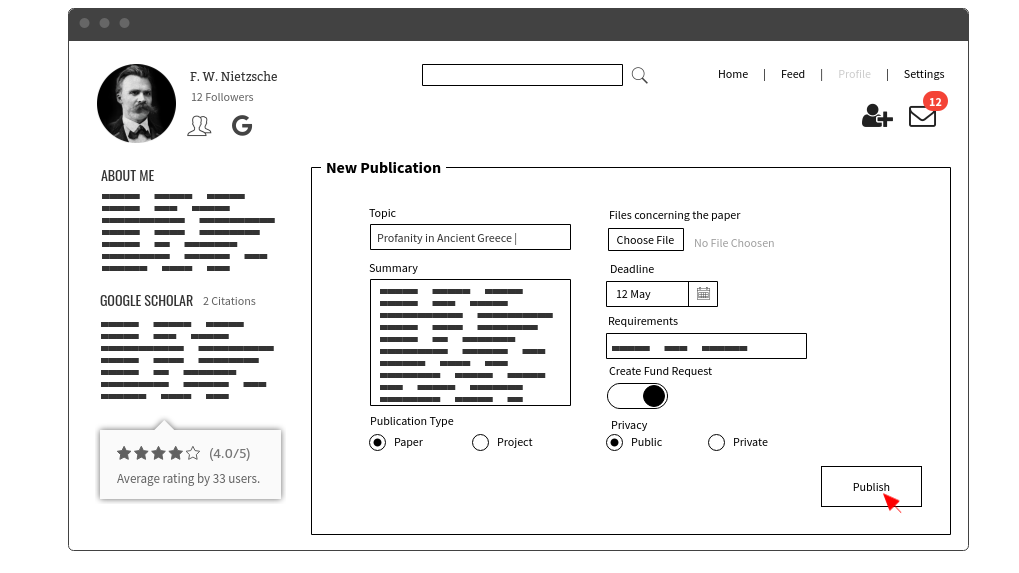 F. W. Nietzsche
12 Followers
Home | Feed | Profile | Settings
12
ABOUT ME
GOOGLE SCHOLAR 2 Citations
(4.0/5)
Average rating by 33 users.
New Publication
Topic
Profanity in Ancient Greece |
Summary
Publication Type
Paper
Project
Files concerning the paper
Choose File No File Choosen
Deadline
12 May
Requirements
Create Fund Request
Privacy
Public
Private
Publish